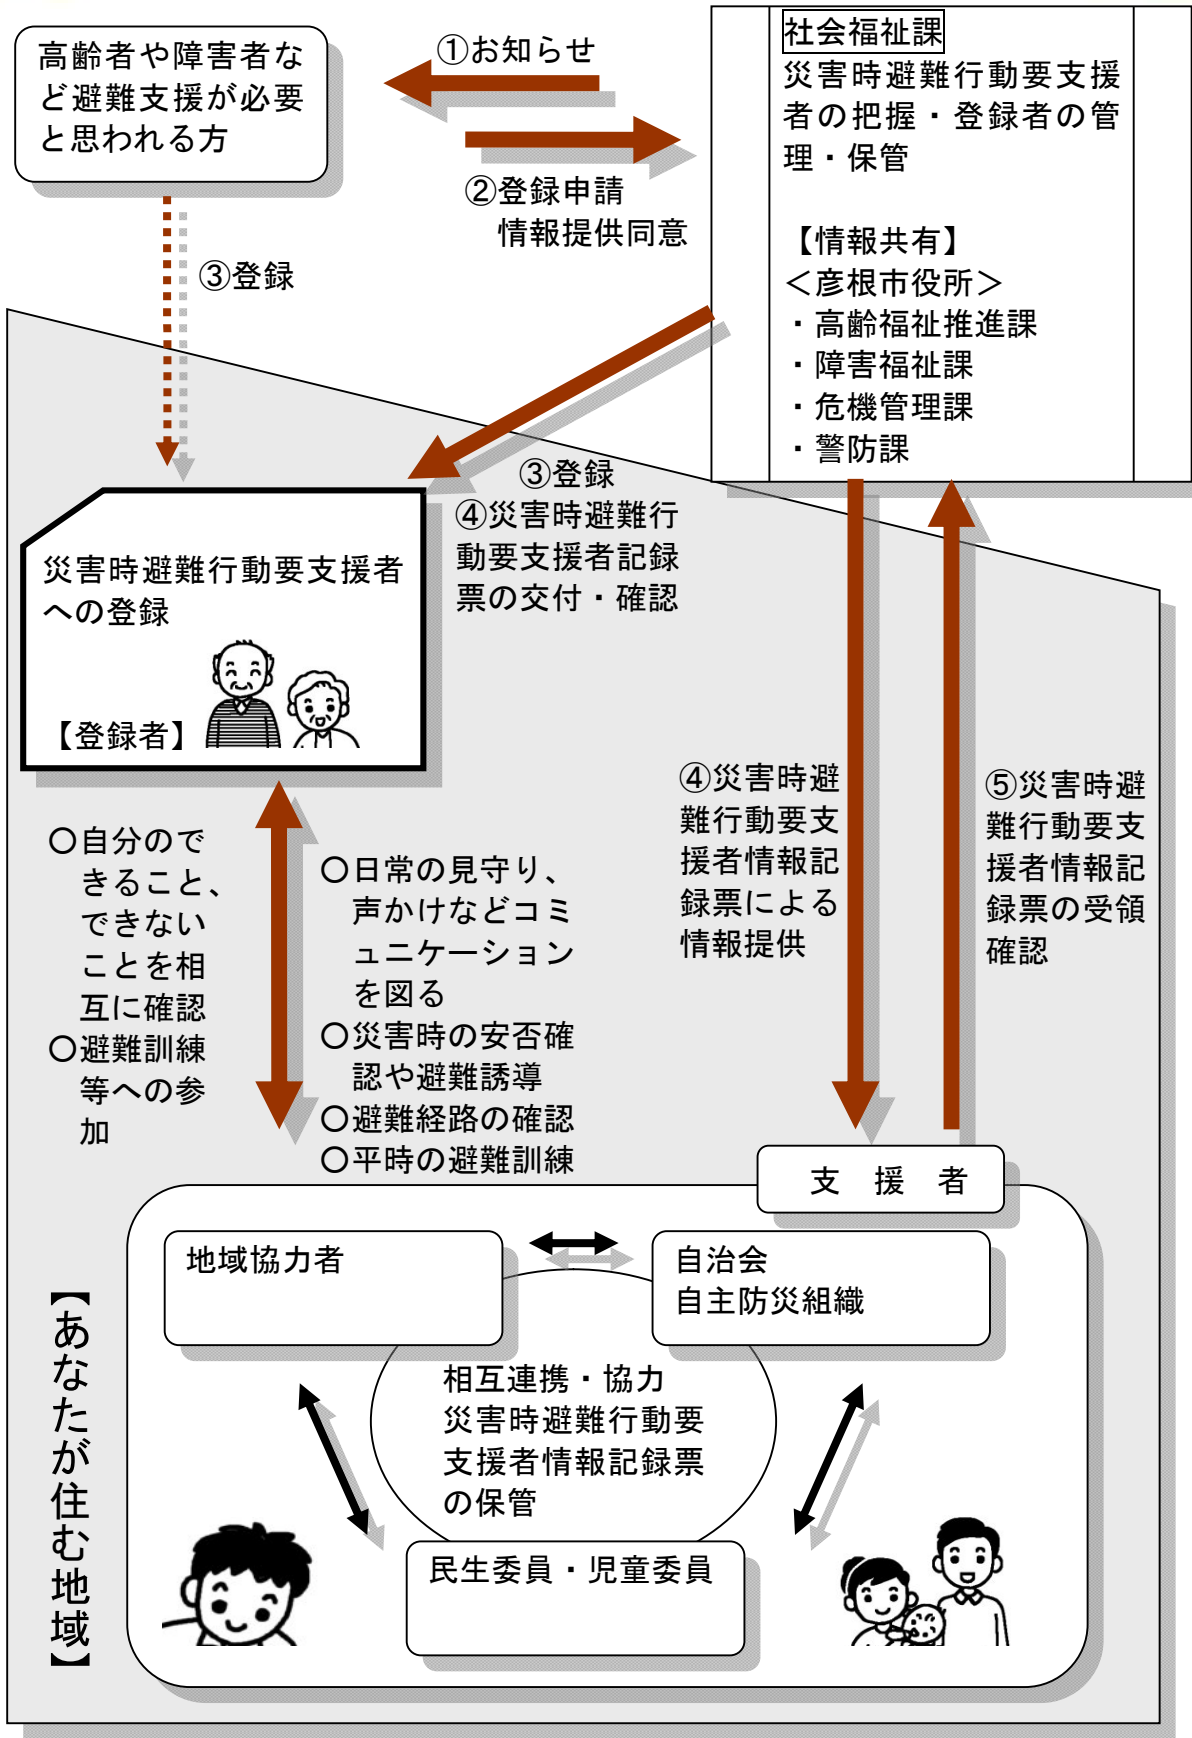 高齢者や障害者な
ど避難支援が必要
と思われる方
①お知らせ
②登録申請
情報提供同意
社会福祉課
災害時避難行動要支援
者の把握・登録者の管
理・保管
【情報共有】
＜彦根市役所＞
・高齢福祉推進課
・障害福祉課
・危機管理課
・警防課
③登録
③登録
④災害時避難行
動要支援者記録
票の交付・確認
災害時避難行動要支援者
への登録
【登録者】
④災害時避
難行動要支
援者情報記
録票による
情報提供
⑤災害時避
難行動要支
援者情報記
録票の受領
確認
〇自分ので
きること、
できない
ことを相
互に確認
〇避難訓練
等への参
加
〇日常の見守り、
声かけなどコミ
ュニケーション
を図る
〇災害時の安否確
認や避難誘導
〇避難経路の確認
〇平時の避難訓練
支　援　者
地域協力者
自治会
自主防災組織
相互連携・協力
災害時避難行動要
支援者情報記録票
の保管
民生委員・児童委員
【あなたが住む地域】